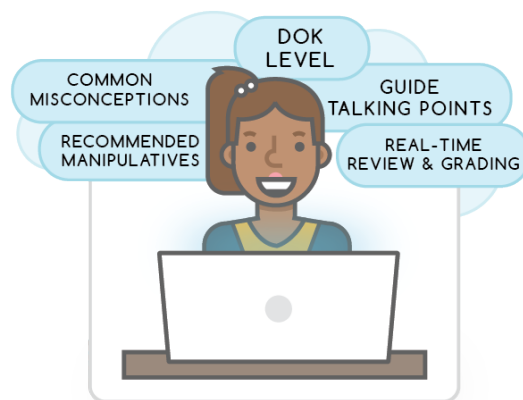 DOK
LEVEL
COMMON
MISCONCEPTIONS
GUIDE
TALKING POINTS
RECOMMENDED
MANIPULATIVES
REAL-TIME
REVIEW & GRADING